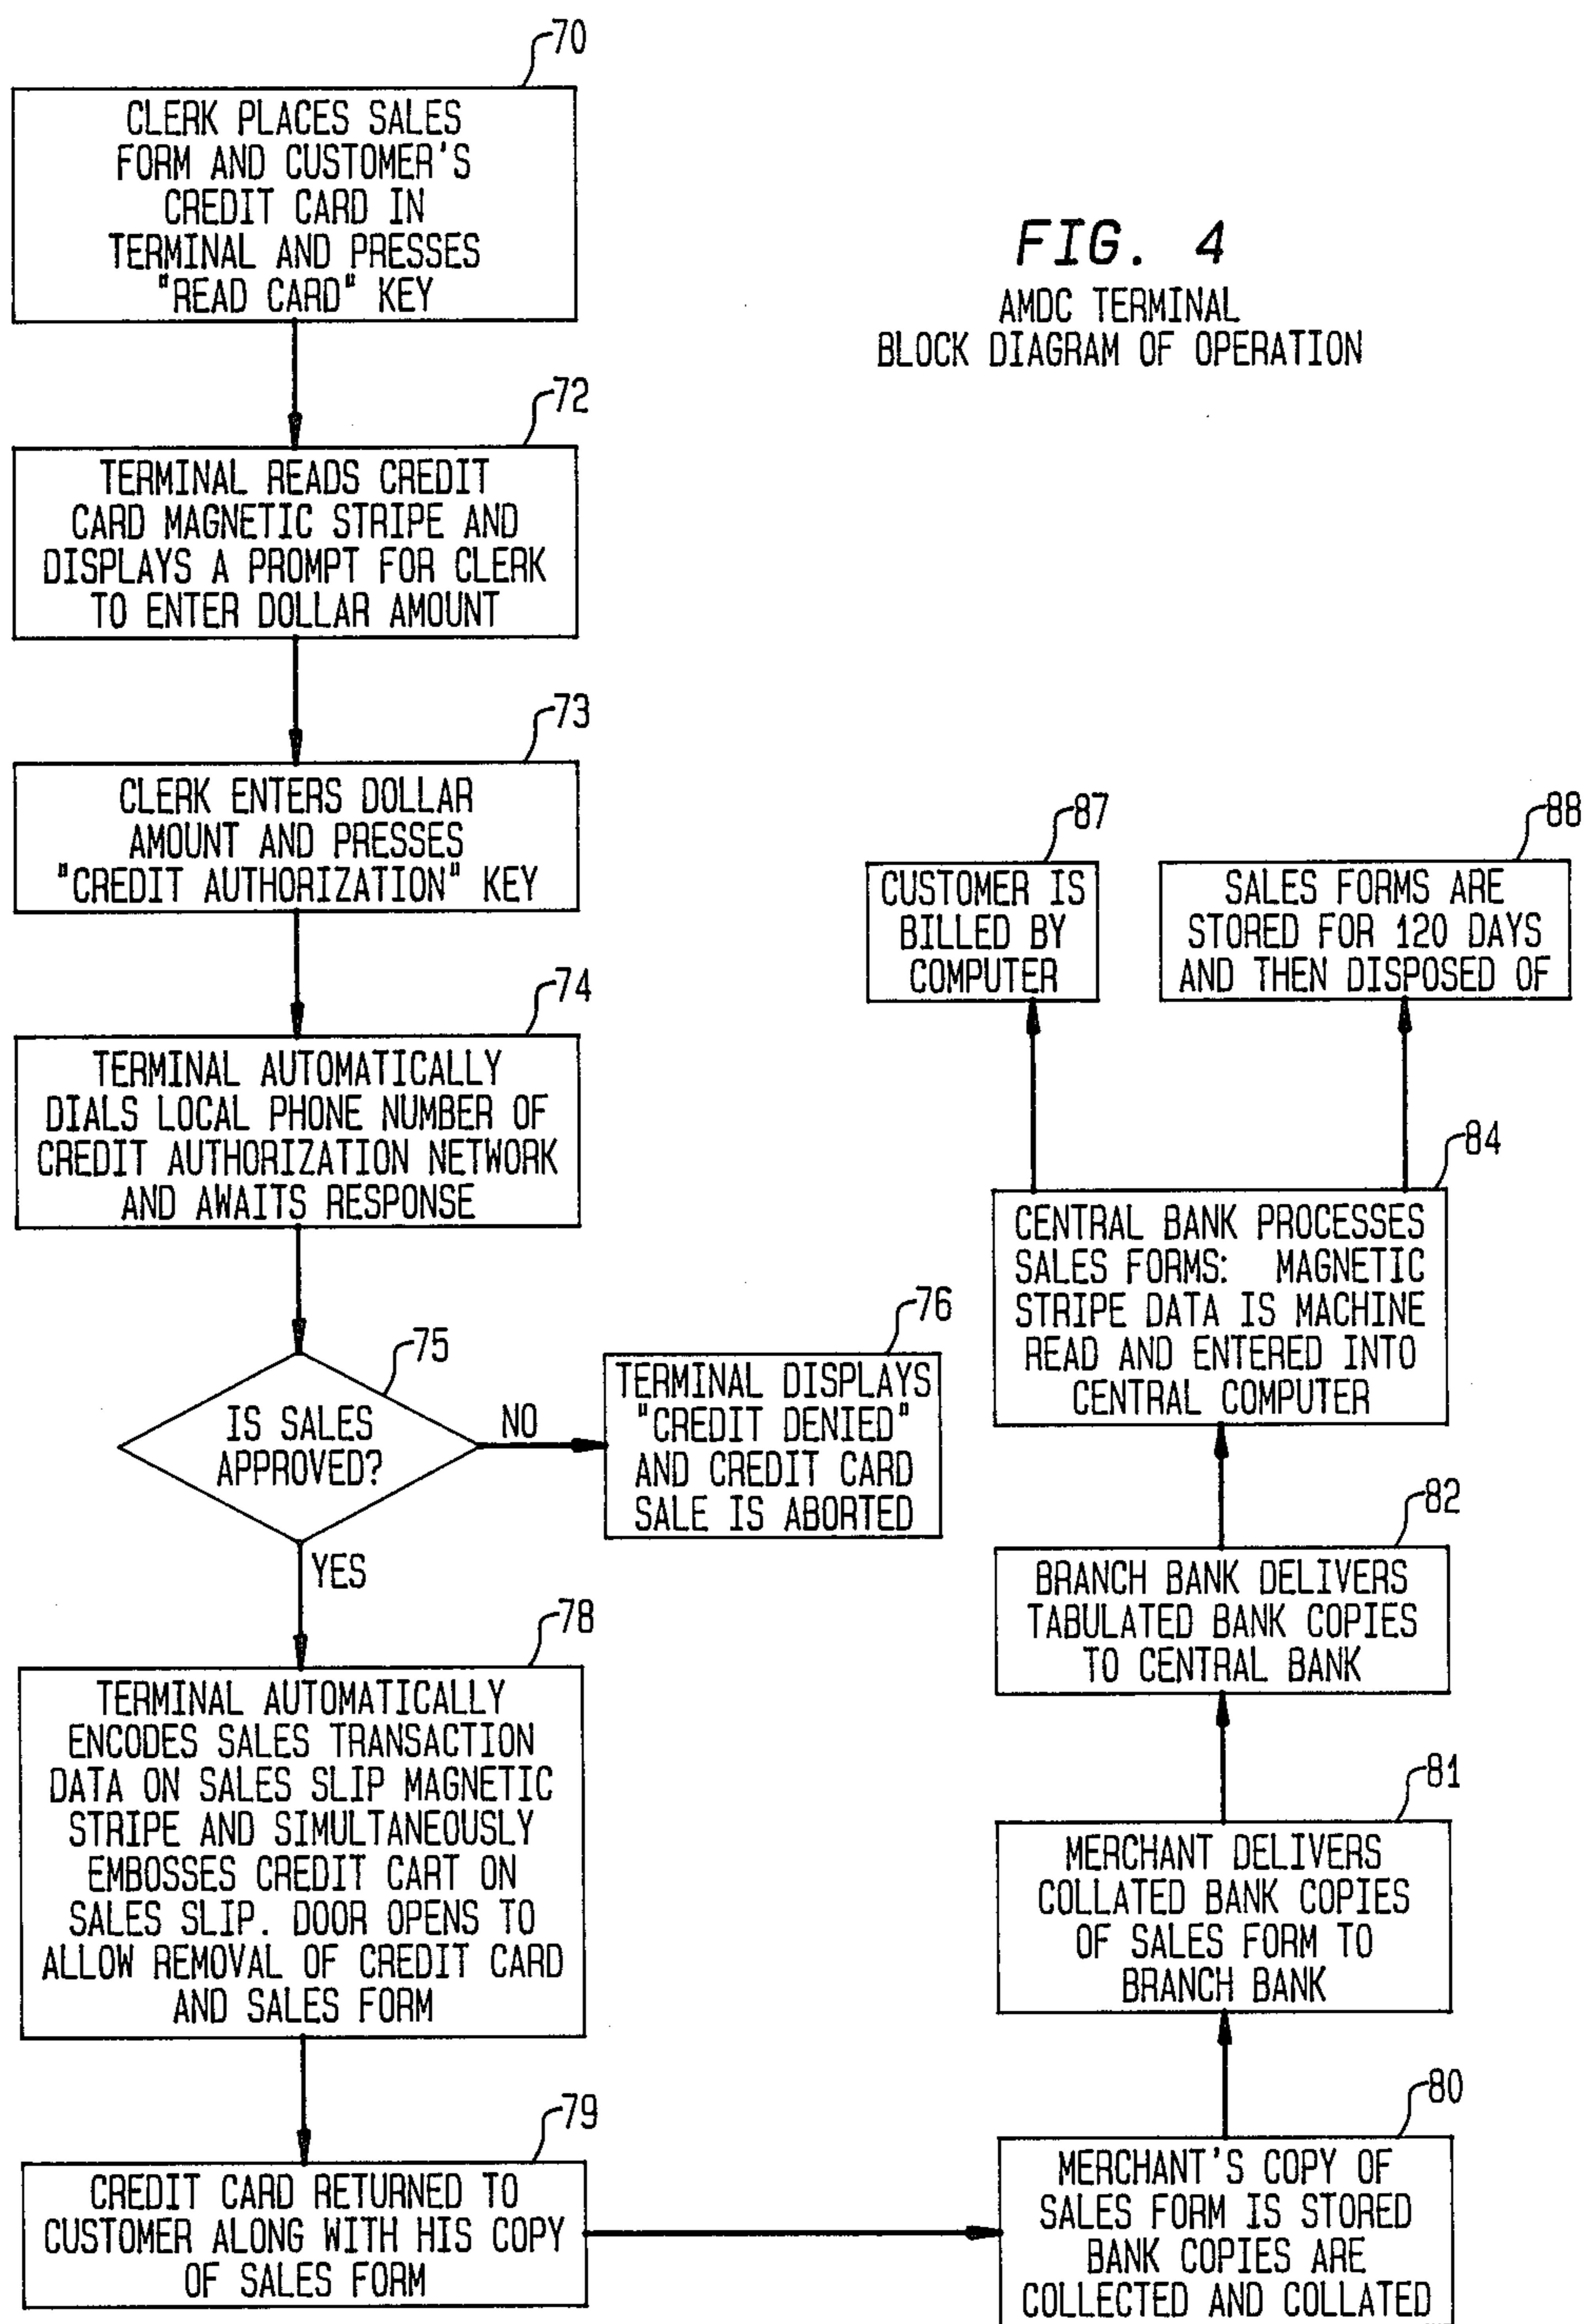 70
CLERK PLACES SALES
FORM AND CUSTOMER'S
CREDIT CARD IN
TERMINAL AND PRESSES
"READ CARD" KEY
FIG. 4
AMDC TERMINAL
BLOCK DIAGRAM OF OPERATION
72
TERMINAL READS CREDIT
CARD MAGNETIC STRIPE AND
DISPLAYS A PROMPT FOR CLERK
TO ENTER DOLLAR AMOUNT
73
CLERK ENTERS DOLLAR
AMOUNT AND PRESSES
"CREDIT AUTHORIZATION" KEY
74
TERMINAL AUTOMATICALLY
DIALS LOCAL PHONE NUMBER OF
CREDIT AUTHORIZATION NETWORK
AND AWAITS RESPONSE
75
IS SALES
APPROVED?
NO
76
TERMINAL DISPLAYS
"CREDIT DENIED"
AND CREDIT CARD
SALE IS ABORTED
YES
78
TERMINAL AUTOMATICALLY
ENCODES SALES TRANSACTION
DATA ON SALES SLIP MAGNETIC
STRIPE AND SIMULTANEOUSLY
EMBOSSES CREDIT CART ON
SALES SLIP. DOOR OPENS TO
ALLOW REMOVAL OF CREDIT CARD
AND SALES FORM
79
CREDIT CARD RETURNED TO
CUSTOMER ALONG WITH HIS COPY
OF SALES FORM
80
MERCHANT'S COPY OF
SALES FORM IS STORED
BANK COPIES ARE
COLLECTED AND COLLATED
81
MERCHANT DELIVERS
COLLATED BANK COPIES
OF SALES FORM TO
BRANCH BANK
82
BRANCH BANK DELIVERS
TABULATED BANK COPIES
TO CENTRAL BANK
84
CENTRAL BANK PROCESSES
SALES FORMS: MAGNETIC
STRIPE DATA IS MACHINE
READ AND ENTERED INTO
CENTRAL COMPUTER
87
CUSTOMER IS
BILLED BY
COMPUTER
88
SALES FORMS ARE
STORED FOR 120 DAYS
AND THEN DISPOSED OF